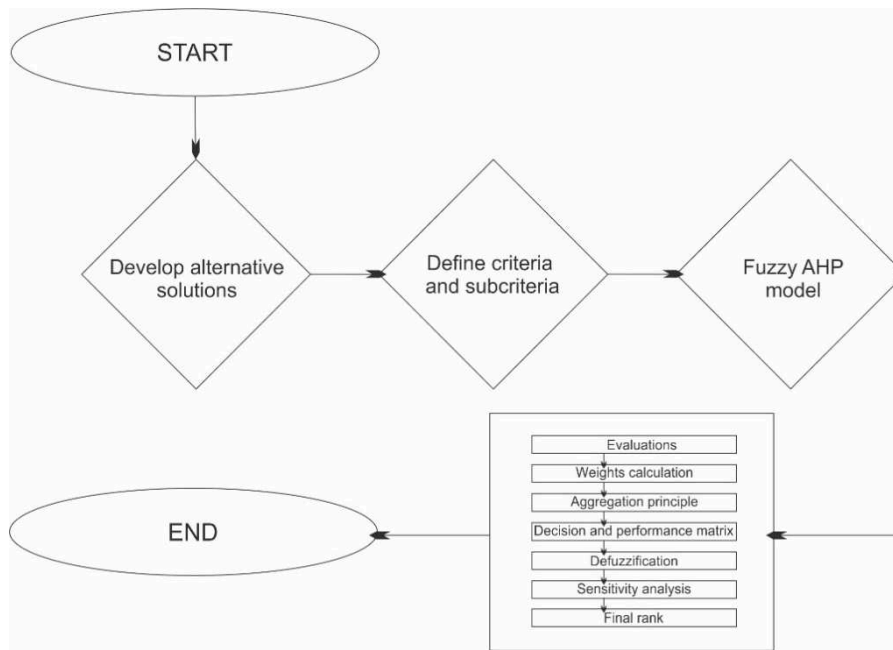 START
Develop alternative
solutions
Define criteria
and subcriteria
Fuzzy AHP
model
Evaluations
Weights calculation
Aggregation principle
Decision and performance matrix
Defuzzification
Sensitivity analysis
Final rank
END